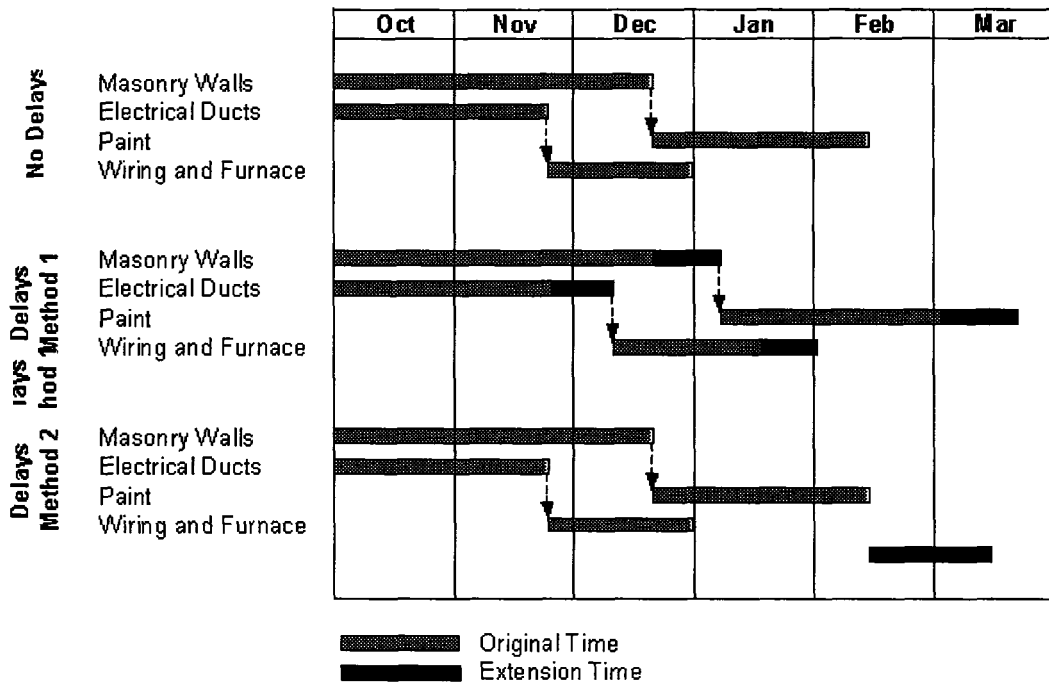 Oct Nov Dec Jan Feb Mar
No Delays
Masonry Walls
Electrical Ducts
Paint
Wiring and Furnace
Delays
Method 1
Masonry Walls
Electrical Ducts
Paint
Wiring and Furnace
ays
hod
Delays
Method 2
Masonry Walls
Electrical Ducts
Paint
Wiring and Furnace
Original Time
Extension Time